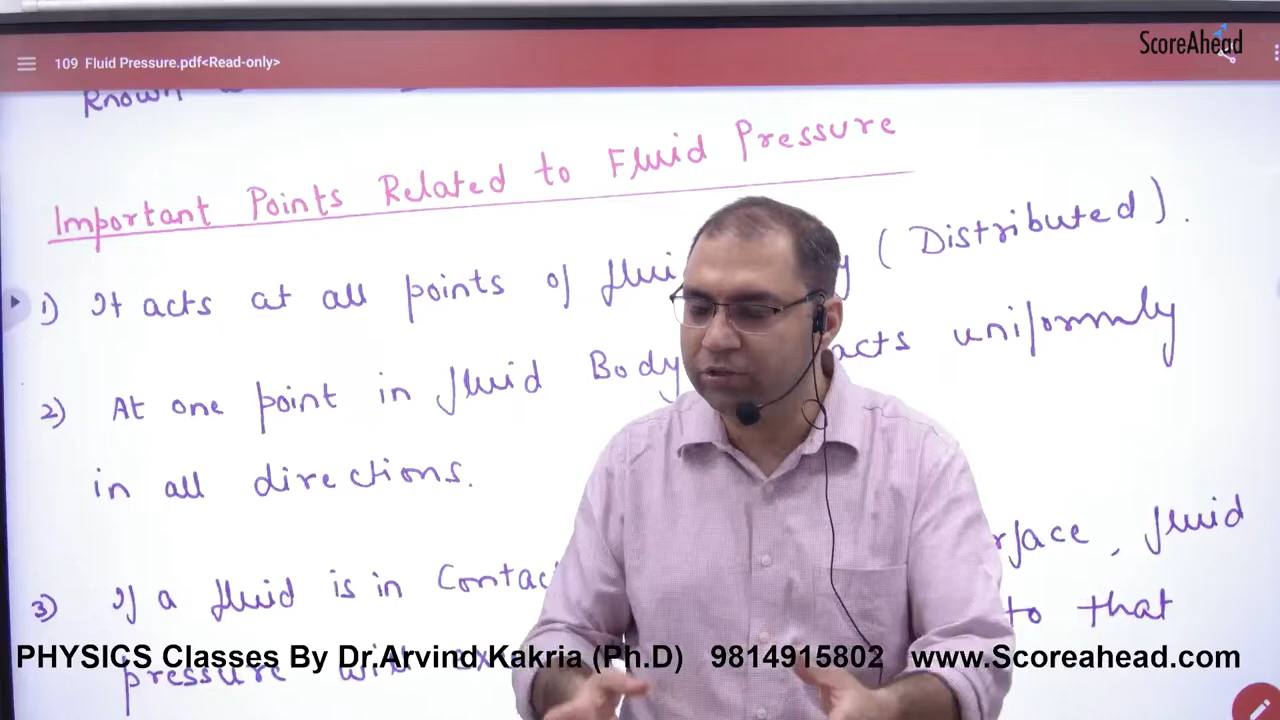 ScoreAhead
109 Fluid Pressure.pdf<Read-only>
Known
Important Points Related to Fluid Pressure
1) It acts at all points of (Distributed).
2) At one point in fluid Body acts uniformly
in all directions.
3) If a fluid is in , fluid
pressure will to that
PHYSICS Classes By Dr.Arvind Kakria (Ph.D) 9814915802 www.Scoreahead.com